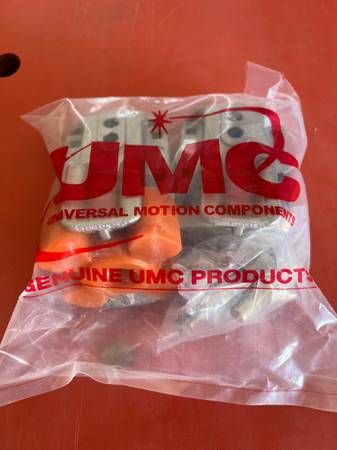 UMC
UNIVERSAL MOTION COMPONENTS
GENUINE UMC PRODUCTS